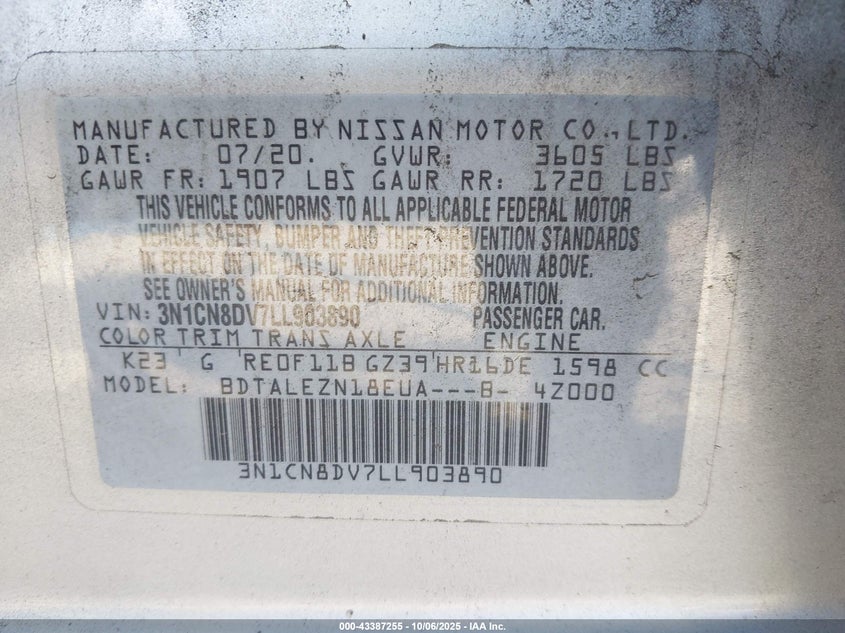 MANUFACTURED BY NISSAN MOTOR CO., LTD.
DATE: 07/20. GVWR: 3605 LBS
GAWR FR: 1907 LBS GAWR RR: 1720 LBS
THIS VEHICLE CONFORMS TO ALL APPLICABLE FEDERAL MOTOR
VEHICLE SAFETY, BUMPER AND THEFT PREVENTION STANDARDS
IN EFFECT ON THE DATE OF MANUFACTURE SHOWN ABOVE.
SEE OWNER'S MANUAL FOR ADDITIONAL INFORMATION.
VIN: 3N1CN8DV7LL903890 PASSENGER CAR.
COLOR TRIM TRANS AXLE ENGINE
K23 G RE0F11B GZ39 HR16DE 1598 CC
MODEL: BDTALEZN18EUA---B- 4Z000
3N1CN8DV7LL903890
000-43387255 - 10/06/2025 - IAA Inc.